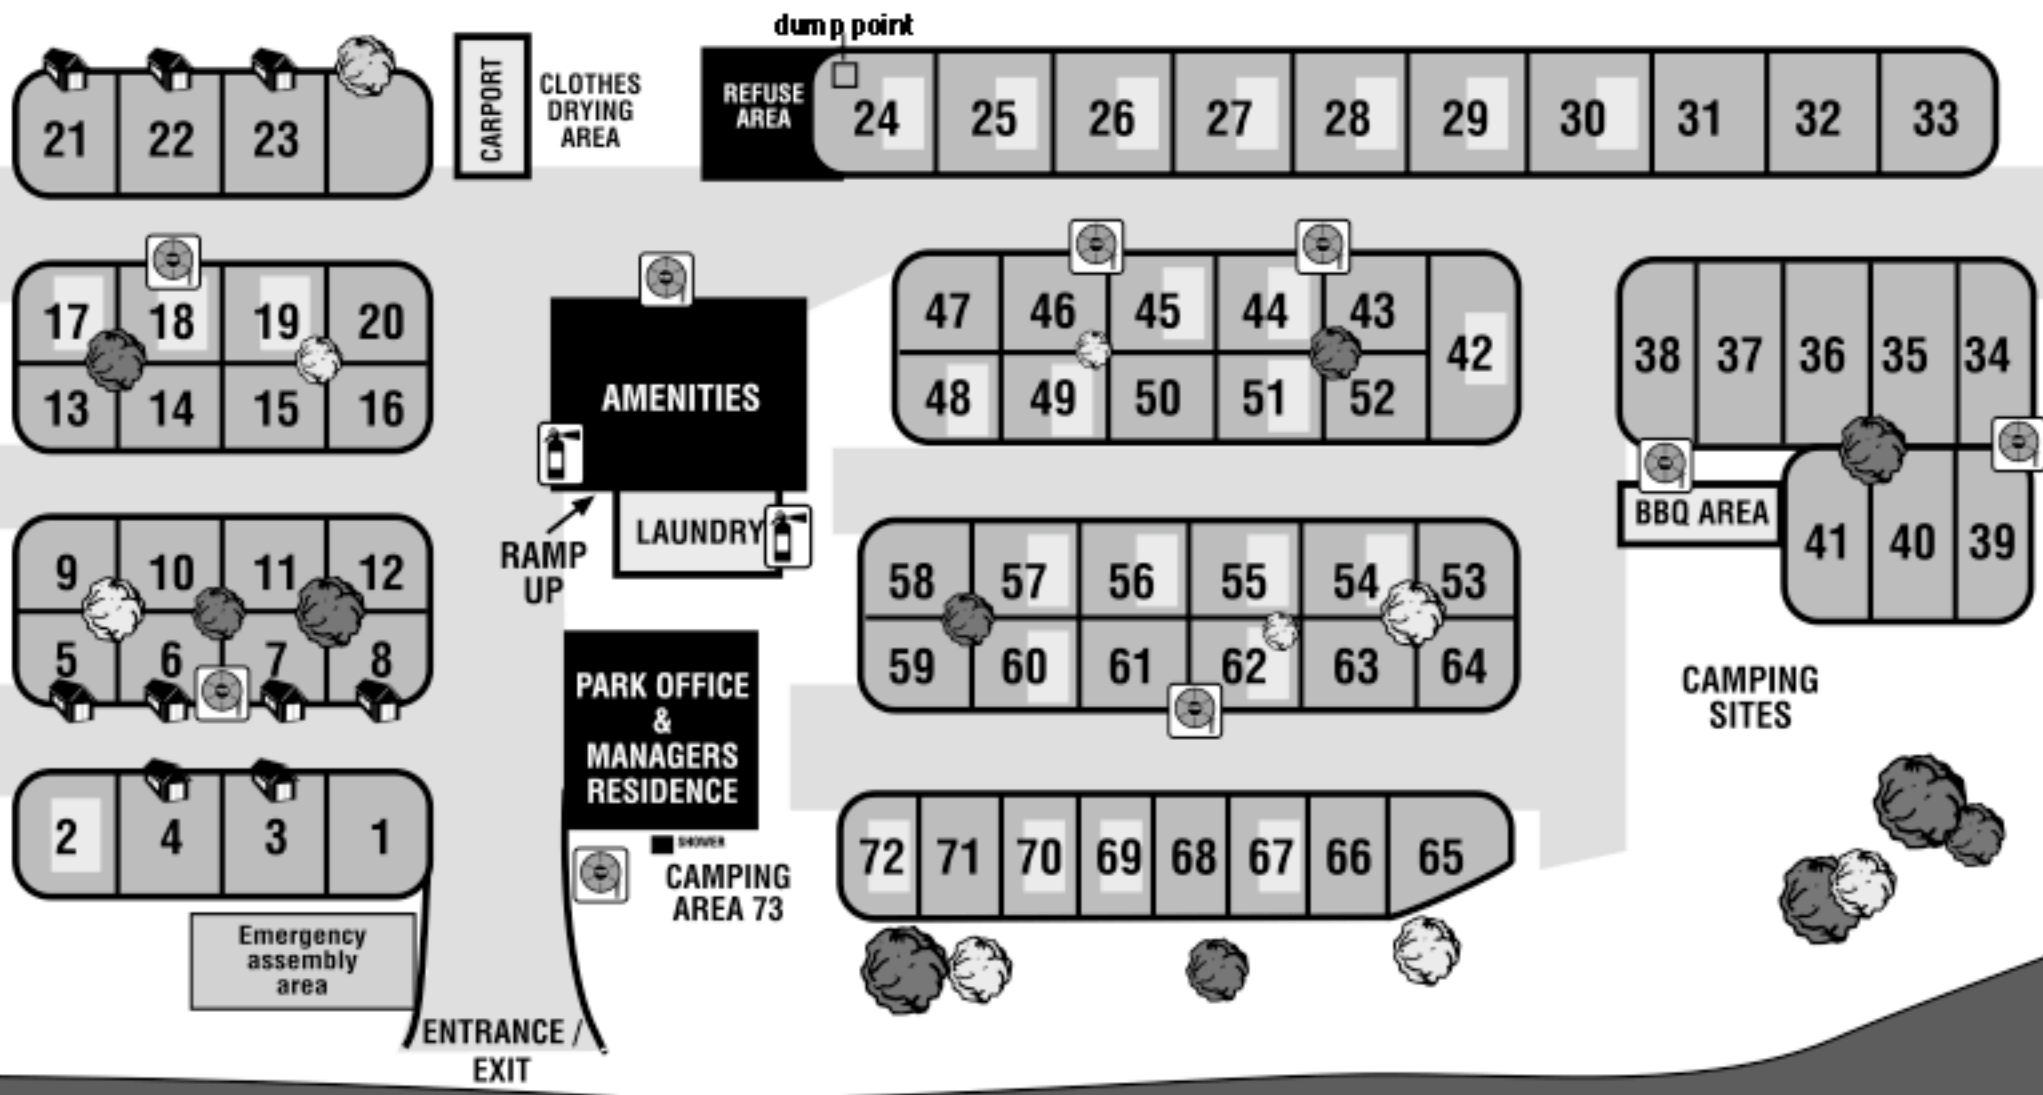 dump point
21 22 23
CARPORT
CLOTHES
DRYING
AREA
REFUSE
AREA
24 25 26 27 28 29 30 31 32 33
17 18 19 20
13 14 15 16
AMENITIES
47 46 45 44 43 42
48 49 50 51 52
38 37 36 35 34
BBQ AREA
41 40 39
RAMP
UP
LAUNDRY
9 10 11 12
5 6 7 8
58 57 56 55 54 53
59 60 61 62 63 64
CAMPING
SITES
PARK OFFICE
&
MANAGERS
RESIDENCE
2 4 3 1
SHOWER
CAMPING
AREA 73
72 71 70 69 68 67 66 65
Emergency
assembly
area
ENTRANCE /
EXIT